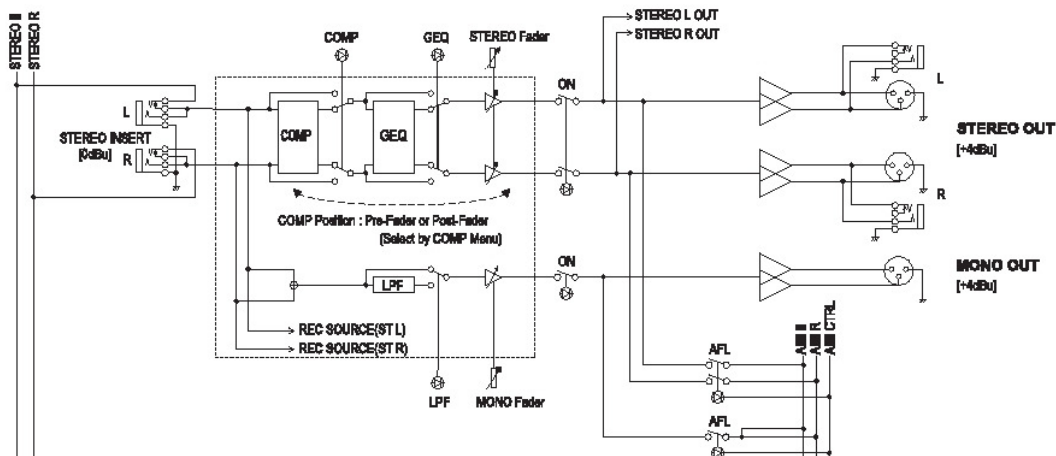 STEREO L OUT
STEREO R OUT
STEREO R
COMP
GEQ
STEREO Fader
ON
L
STEREO INSERT
[0dBu]
R
COMP
GEQ
L
STEREO OUT
[+4dBu]
R
COMP Position : Pre-Fader or Post-Fader
(Select by COMP Menu)
ON
MONO OUT
[+4dBu]
LPF
REC SOURCE(ST L)
REC SOURCE(ST R)
AFL
LPF
MONO Fader
AFL